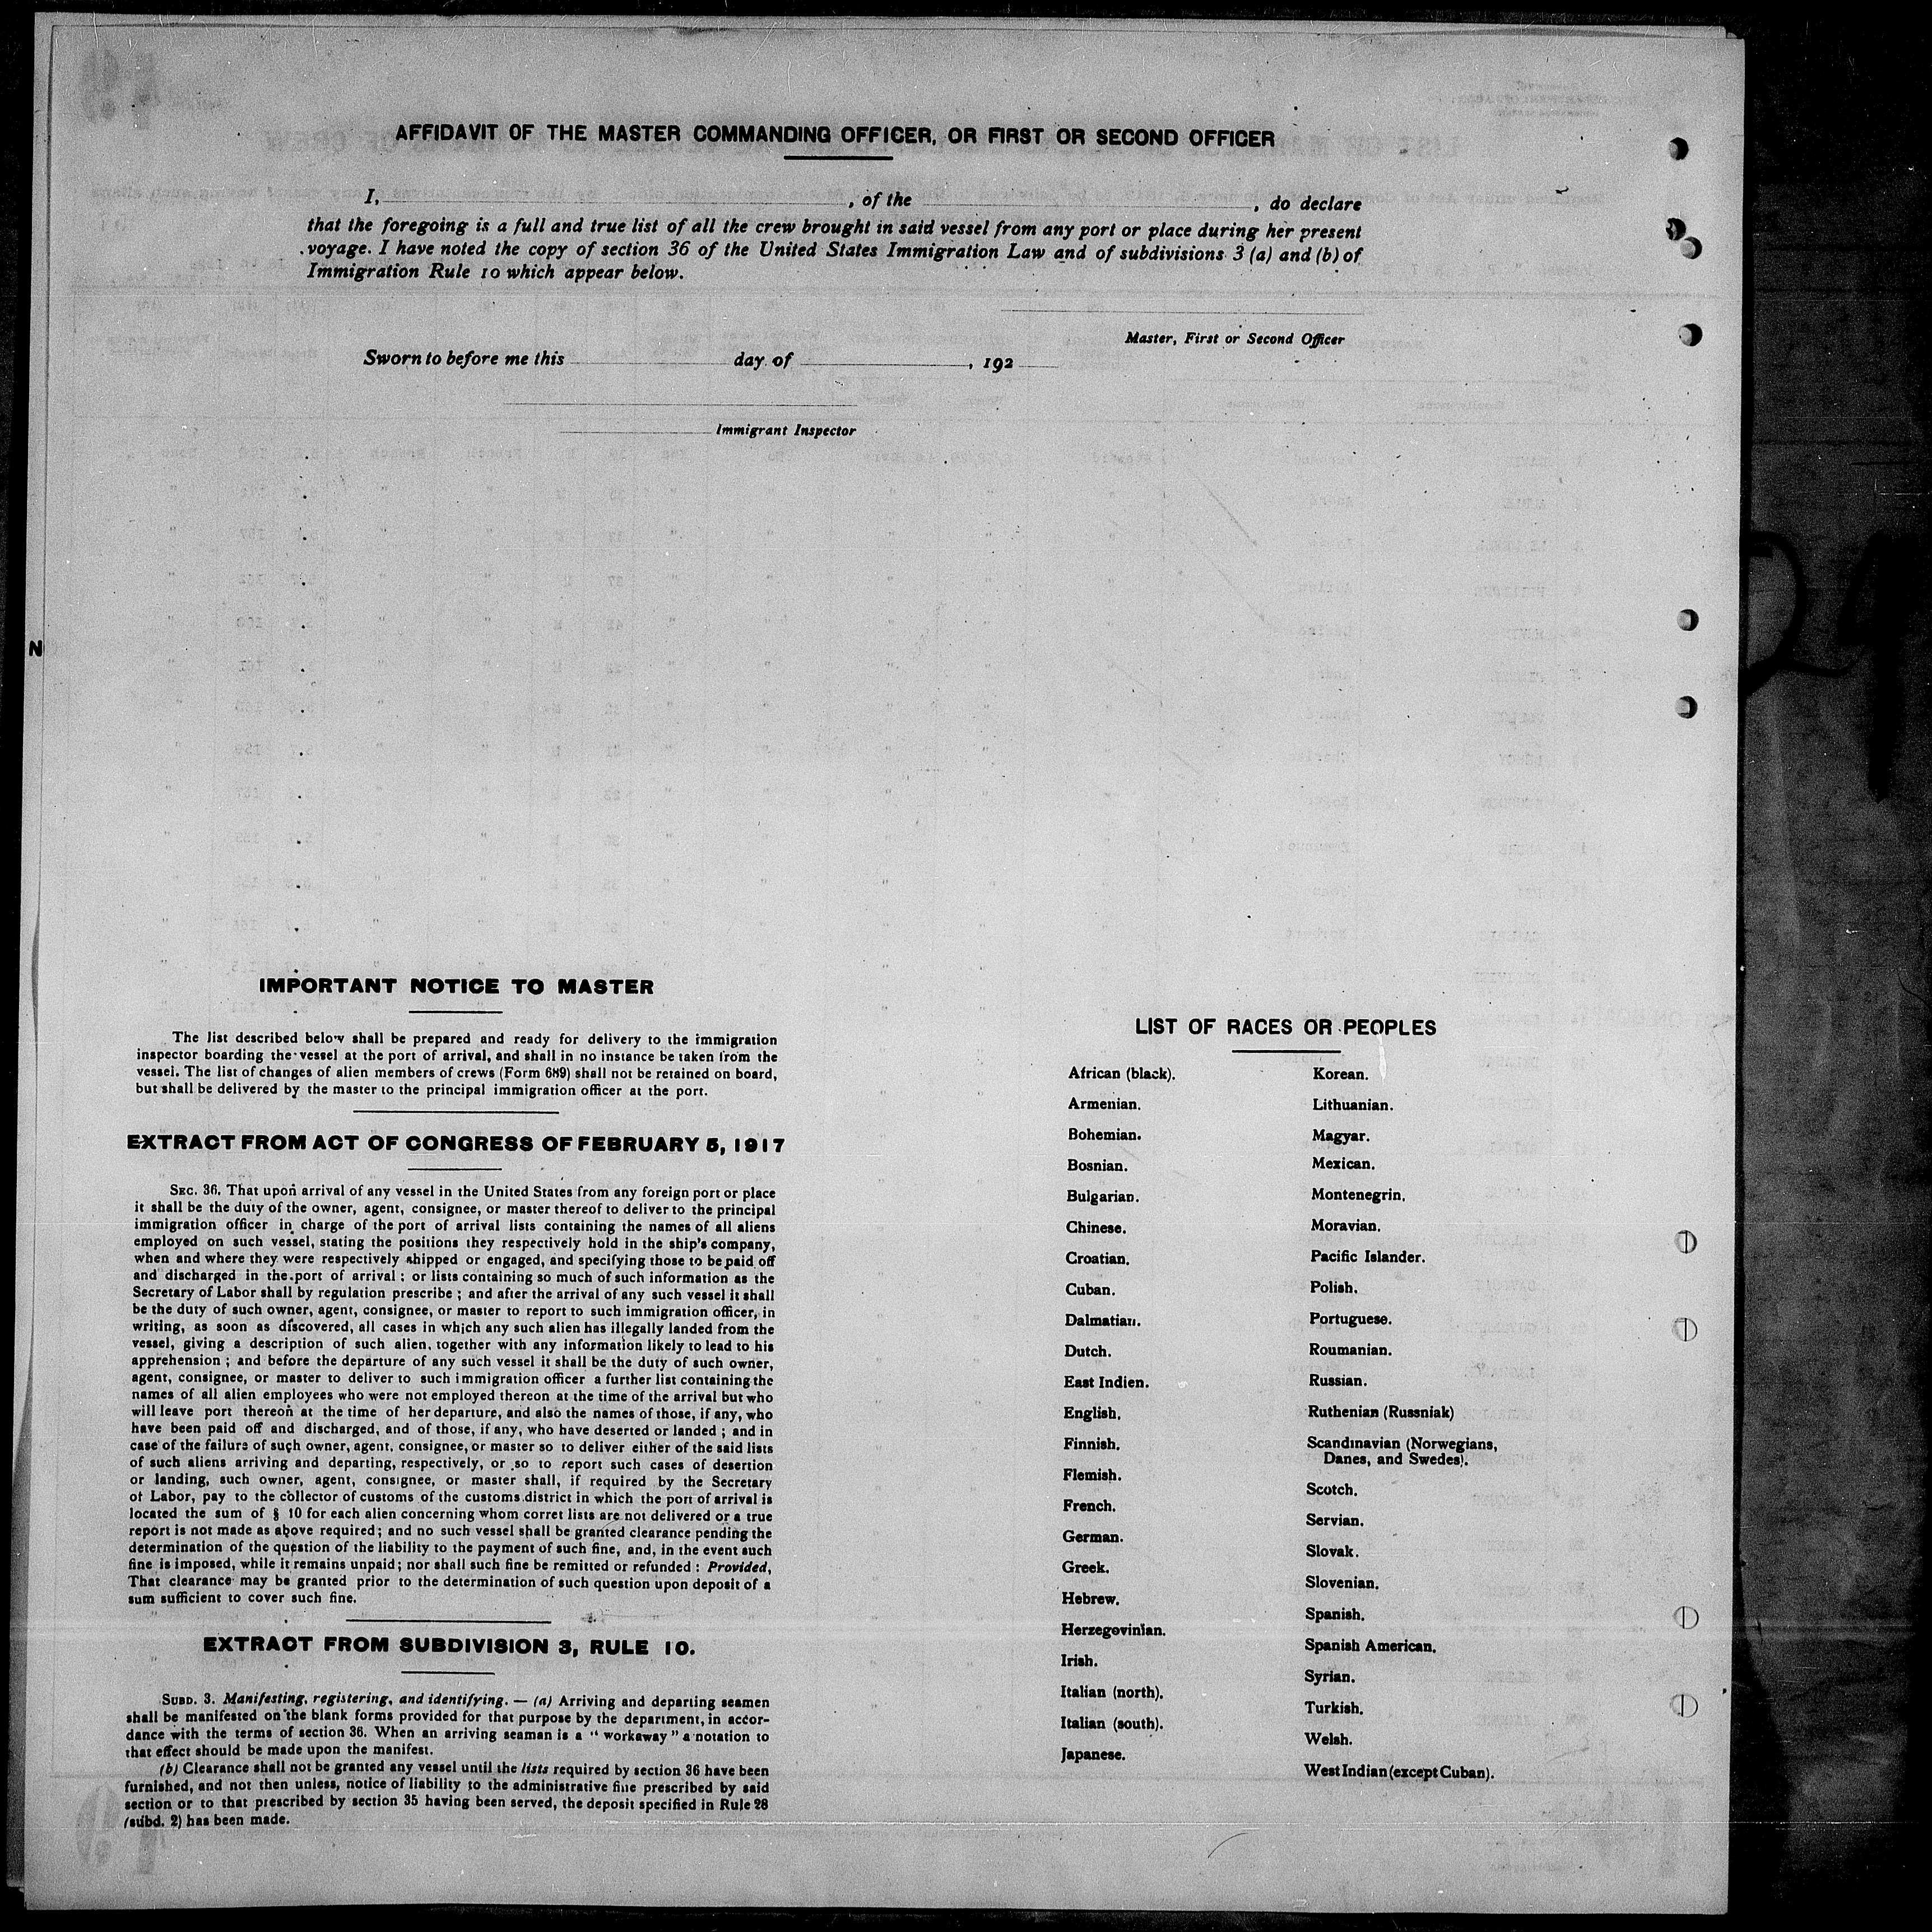 AFFIDAVIT OF THE MASTER COMMANDING OFFICER, OR FIRST OR SECOND OFFICER
I, , of the , do declare
that the foregoing is a full and true list of all the crew brought in said vessel from any port or place during her present
voyage. I have noted the copy of section 36 of the United States Immigration Law and of subdivisions 3 (a) and (b) of
Immigration Rule 10 which appear below.
Master, First or Second Officer
Sworn to before me this day of , 192
Immigrant Inspector
N
24
IMPORTANT NOTICE TO MASTER
The list described below shall be prepared and ready for delivery to the immigration
inspector boarding the vessel at the port of arrival, and shall in no instance be taken from the
vessel. The list of changes of alien members of crews (Form 689) shall not be retained on board,
but shall be delivered by the master to the principal immigration officer at the port.
EXTRACT FROM ACT OF CONGRESS OF FEBRUARY 5, 1917
SEC. 36. That upon arrival of any vessel in the United States from any foreign port or place
it shall be the duty of the owner, agent, consignee, or master thereof to deliver to the principal
immigration officer in charge of the port of arrival lists containing the names of all aliens
employed on such vessel, stating the positions they respectively hold in the ship's company,
when and where they were respectively shipped or engaged, and specifying those to be paid off
and discharged in the port of arrival ; or lists containing so much of such information as the
Secretary of Labor shall by regulation prescribe ; and after the arrival of any such vessel it shall
be the duty of such owner, agent, consignee, or master to report to such immigration officer, in
writing, as soon as discovered, all cases in which any such alien has illegally landed from the
vessel, giving a description of such alien, together with any information likely to lead to his
apprehension ; and before the departure of any such vessel it shall be the duty of such owner,
agent, consignee, or master to deliver to such immigration officer a further list containing the
names of all alien employees who were not employed thereon at the time of the arrival but who
will leave port thereon at the time of her departure, and also the names of those, if any, who
have been paid off and discharged, and of those, if any, who have deserted or landed ; and in
case of the failure of such owner, agent, consignee, or master so to deliver either of the said lists
of such aliens arriving and departing, respectively, or so to report such cases of desertion
or landing, such owner, agent, consignee, or master shall, if required by the Secretary
of Labor, pay to the collector of customs of the customs district in which the port of arrival is
located the sum of § 10 for each alien concerning whom corret lists are not delivered or a true
report is not made as above required ; and no such vessel shall be granted clearance pending the
determination of the question of the liability to the payment of such fine, and, in the event such
fine is imposed, while it remains unpaid ; nor shall such fine be remitted or refunded : Provided,
That clearance may be granted prior to the determination of such question upon deposit of a
sum sufficient to cover such fine.
EXTRACT FROM SUBDIVISION 3, RULE 10.
SUBD. 3. Manifesting, registering, and identifying. — (a) Arriving and departing seamen
shall be manifested on the blank forms provided for that purpose by the department, in accor-
dance with the terms of section 36. When an arriving seaman is a " workaway " a notation to
that effect should be made upon the manifest.
(b) Clearance shall not be granted any vessel until the lists required by section 36 have been
furnished, and not then unless, notice of liability to the administrative fine prescribed by said
section or to that prescribed by section 35 having been served, the deposit specified in Rule 28
(subd. 2) has been made.
LIST OF RACES OR PEOPLES
African (black).
Armenian.
Bohemian.
Bosnian.
Bulgarian.
Chinese.
Croatian.
Cuban.
Dalmatian.
Dutch.
East Indien.
English.
Finnish.
Flemish.
French.
German.
Greek.
Hebrew.
Herzegovinian.
Irish.
Italian (north).
Italian (south).
Japanese.
Korean.
Lithuanian.
Magyar.
Mexican.
Montenegrin.
Moravian.
Pacific Islander.
Polish.
Portuguese.
Roumanian.
Russian.
Ruthenian (Russniak)
Scandinavian (Norwegians,
Danes, and Swedes).
Scotch.
Servian.
Slovak.
Slovenian.
Spanish.
Spanish American.
Syrian.
Turkish.
Welsh.
West Indian (except Cuban).